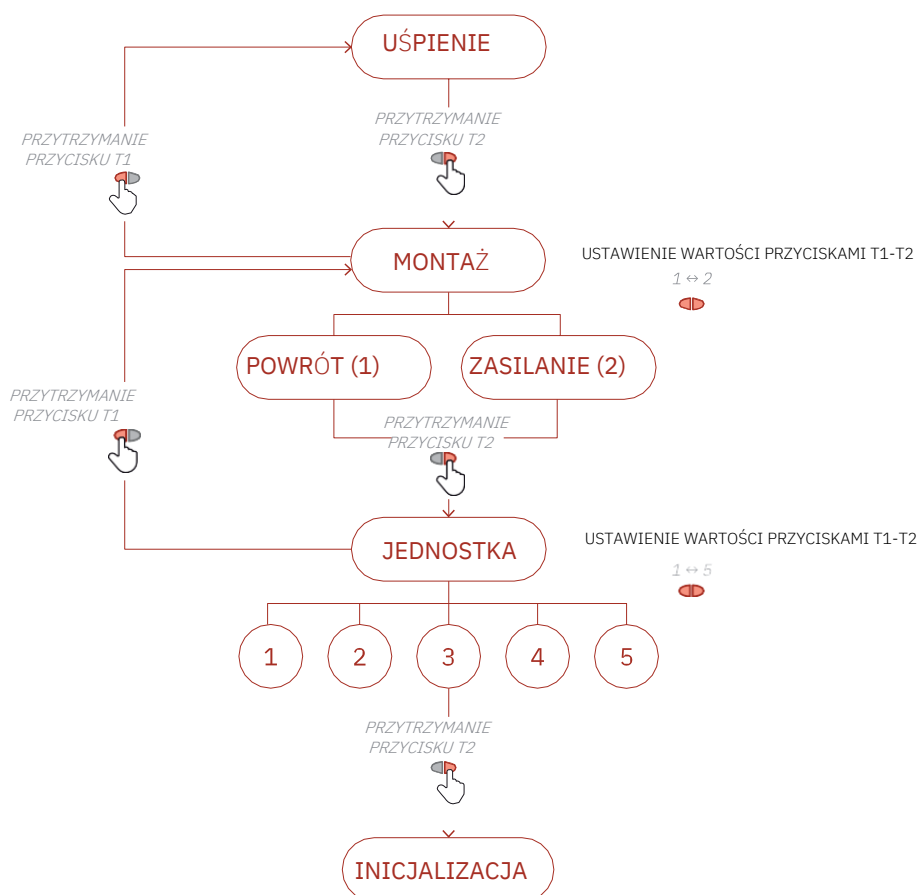 UŚPIENIE
PRZYTRZYMANIE
PRZYCISKU T2
PRZYTRZYMANIE
PRZYCISKU T1
MONTAŻ
USTAWIENIE WARTOŚCI PRZYCISKAMI T1-T2
1 ↔ 2
POWRÓT (1)
ZASILANIE (2)
PRZYTRZYMANIE
PRZYCISKU T1
PRZYTRZYMANIE
PRZYCISKU T2
JEDNOSTKA
USTAWIENIE WARTOŚCI PRZYCISKAMI T1-T2
1 ↔ 5
1
2
3
4
5
PRZYTRZYMANIE
PRZYCISKU T2
INICJALIZACJA